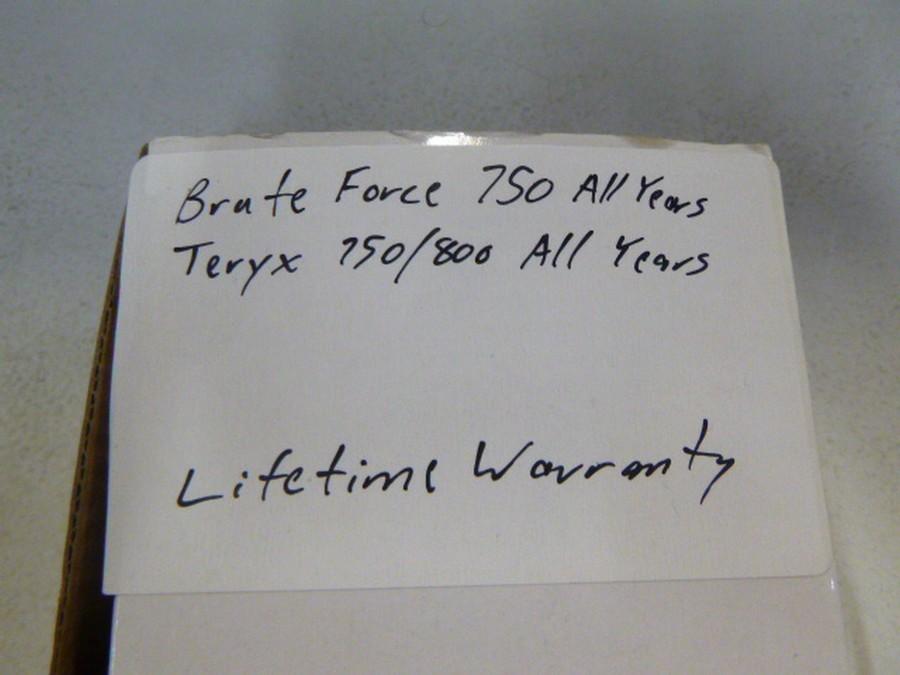 Brute Force 750 All Years
Teryx 750/800 All Years
Lifetime Warranty